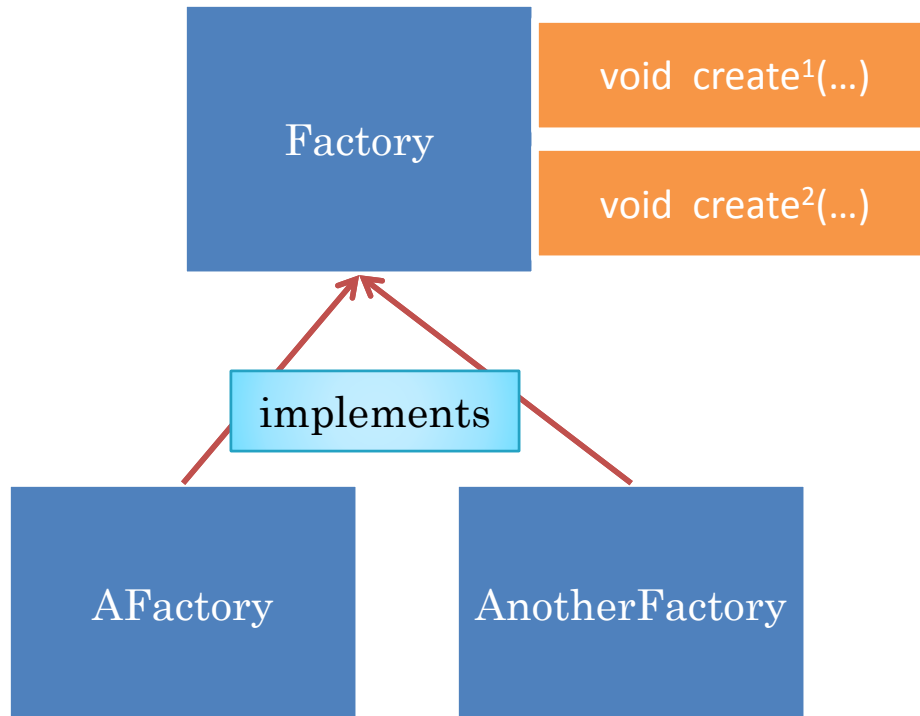 Factory
void create¹(…)
void create²(…)
implements
AFactory
AnotherFactory